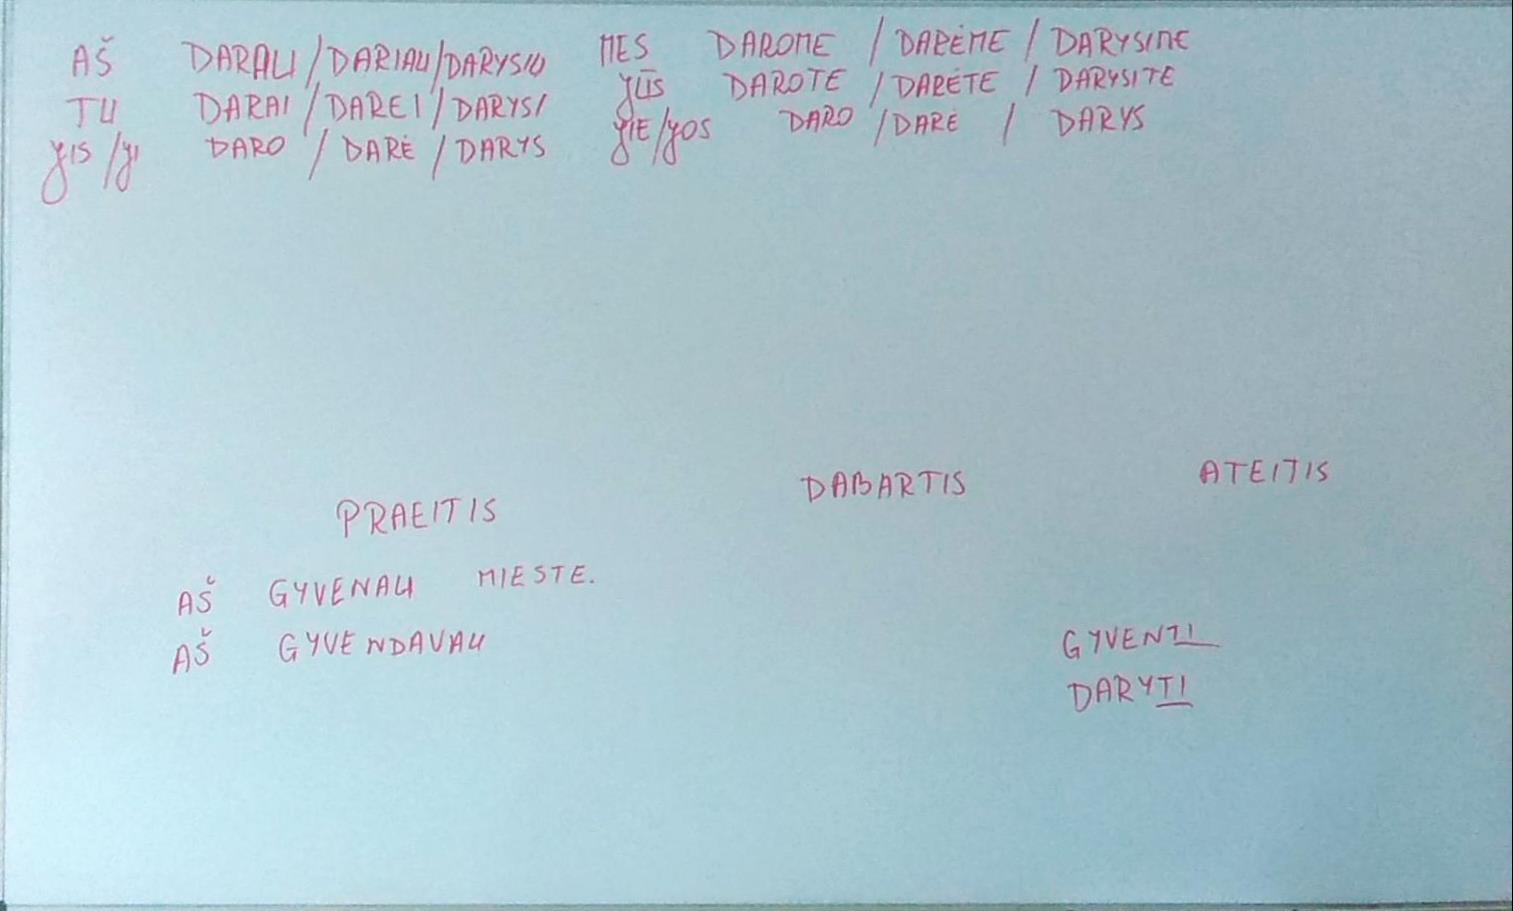 AŠ DARAU / DARIAU / DARYSIU
TU DARAI / DAREI / DARYSI
JIS / JI DARO / DARĖ / DARYS
MES DAROME / DARĖME / DARYSIME
JŪS DAROTE / DARĖTE / DARYSITE
JIE / JOS DARO / DARĖ / DARYS
PRAEITIS DABARTIS ATEITIS
AŠ GYVENAU MIESTE.
AŠ GYVENDAVAU
GYVENTI
DARYTI